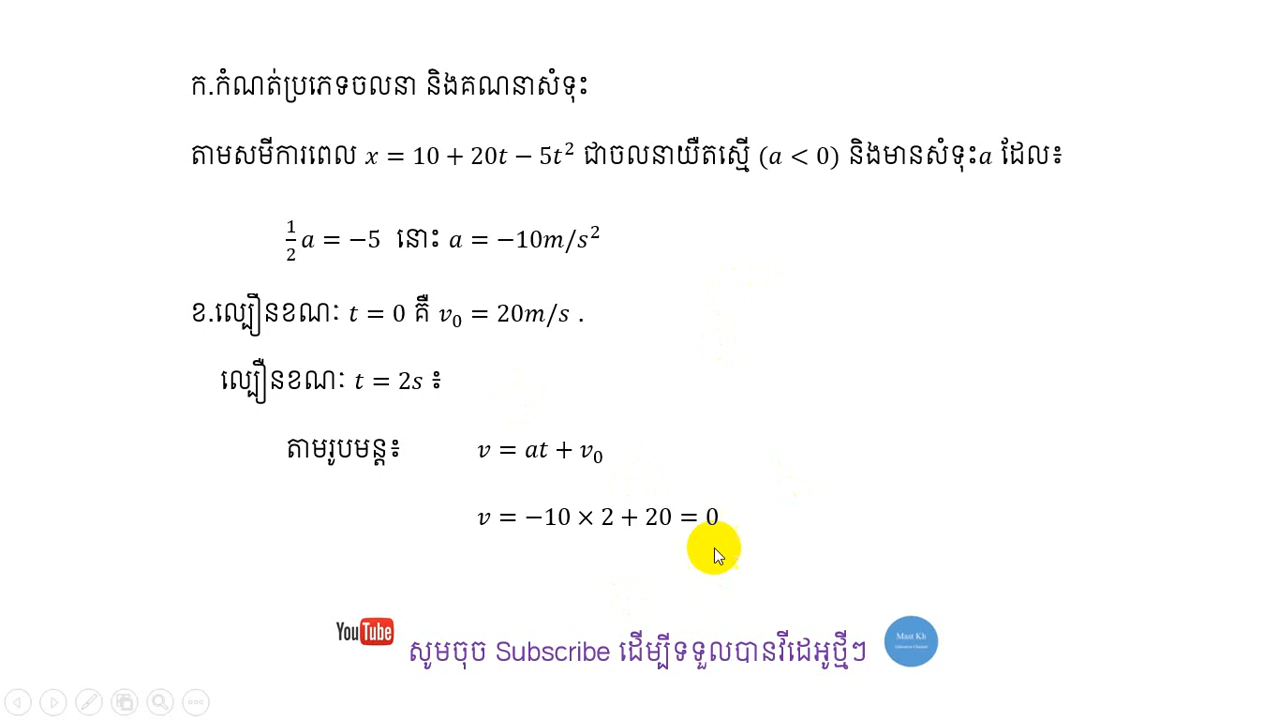 ក.កំណត់ប្រភេទចលនា និងគណនាសំទុះ
តាមសមីការពេល x = 10 + 20t − 5t² ជាចលនាយឺតស្មើ (a < 0) និងមានសំទុះa ដែល៖
½a = −5 នោះ a = −10m/s²
ខ.ល្បឿនខណៈ t = 0 គឺ v₀ = 20m/s .
ល្បឿនខណៈ t = 2s ៖
តាមរូបមន្ត៖ v = at + v₀
v = −10 × 2 + 20 = 0
YouTube
សូមចុច Subscribe ដើម្បីទទួលបានវីដេអូថ្មីៗ